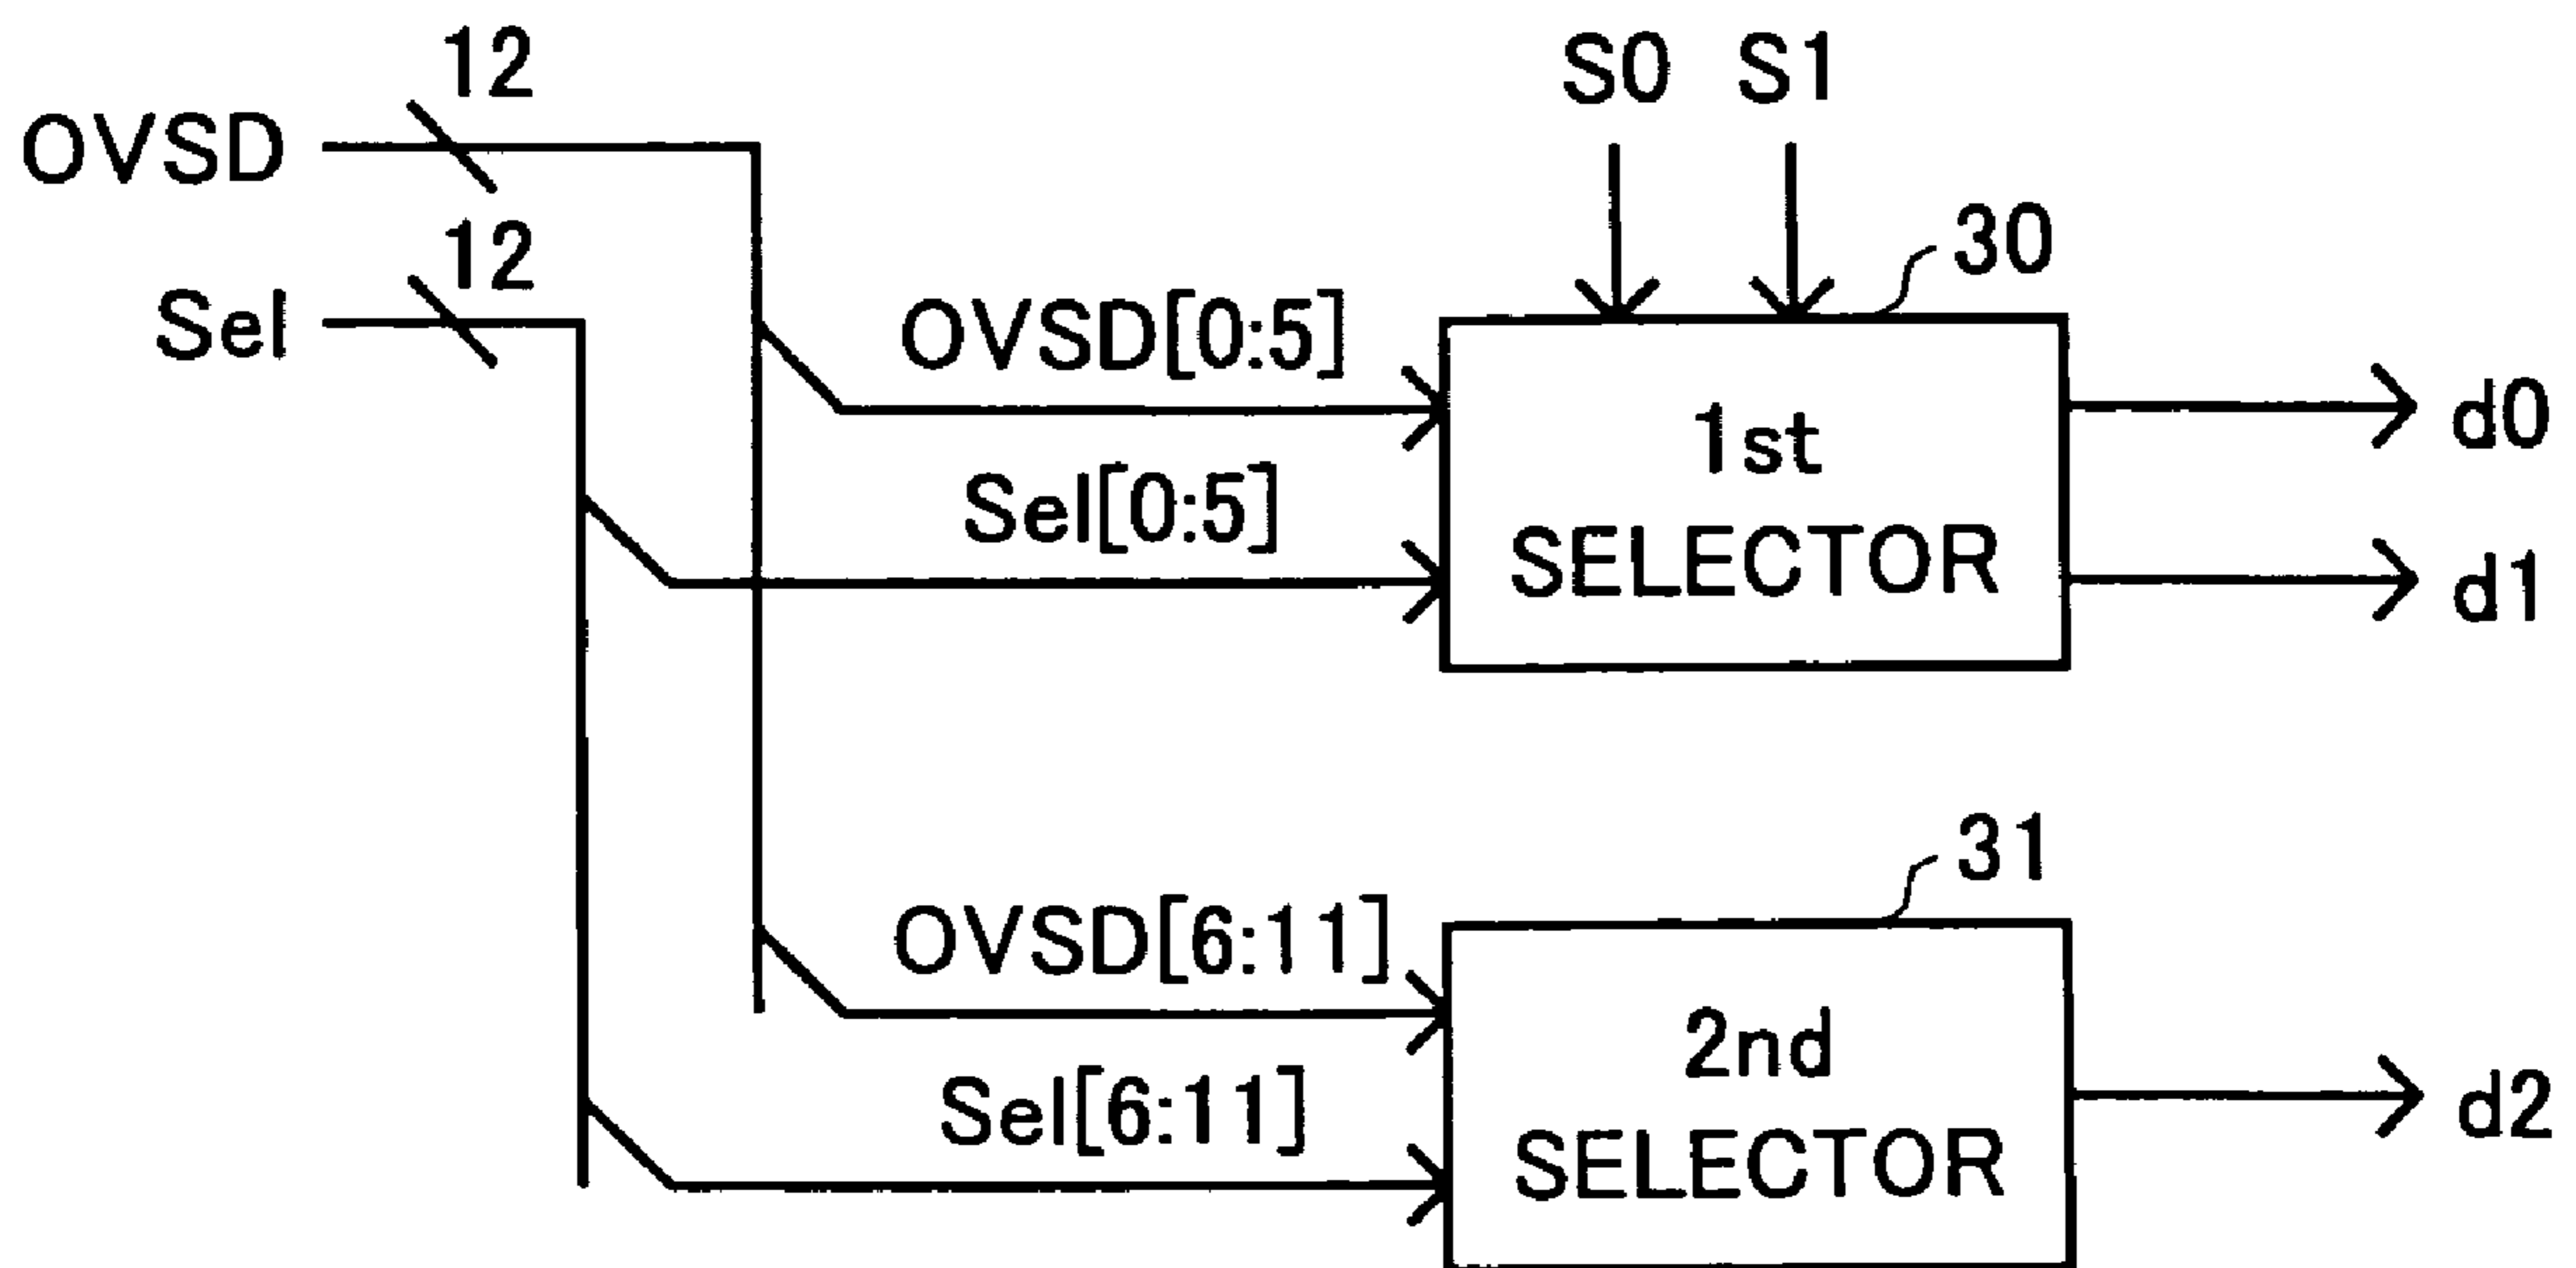 12
OVSD
12
Sel
S0 S1
30
OVSD[0:5]
Sel[0:5]
1st
SELECTOR
d0
d1
31
OVSD[6:11]
Sel[6:11]
2nd
SELECTOR
d2